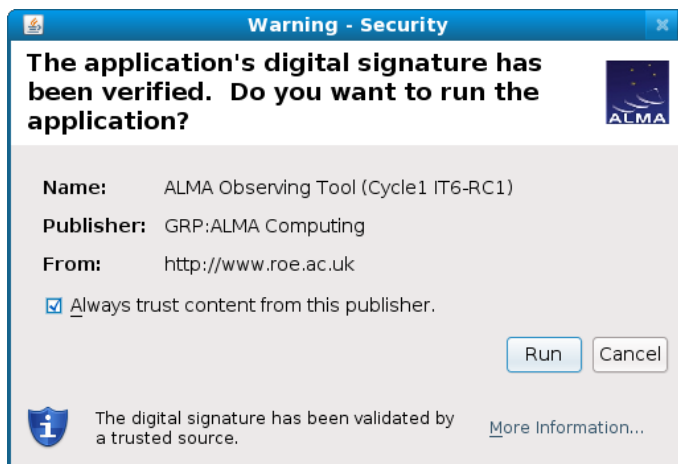 Warning - Security
The application's digital signature has
been verified.  Do you want to run the
application?
ALMA
Name: ALMA Observing Tool (Cycle1 IT6-RC1)
Publisher: GRP:ALMA Computing
From: http://www.roe.ac.uk
Always trust content from this publisher.
Run Cancel
The digital signature has been validated by
a trusted source.
More Information...